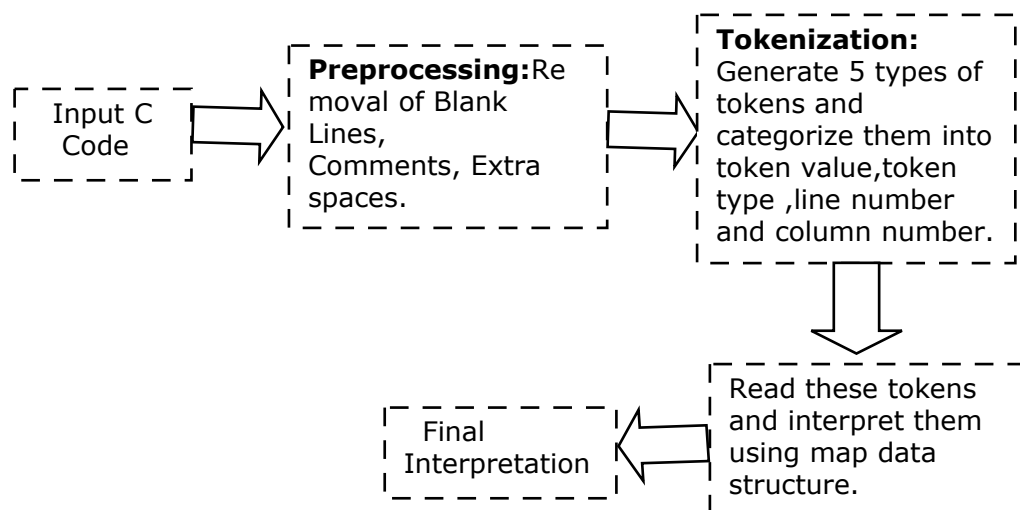 Input C
Code
Preprocessing:Re
moval of Blank
Lines,
Comments, Extra
spaces.
Tokenization:
Generate 5 types of
tokens and
categorize them into
token value,token
type ,line number
and column number.
Read these tokens
and interpret them
using map data
structure.
Final
Interpretation